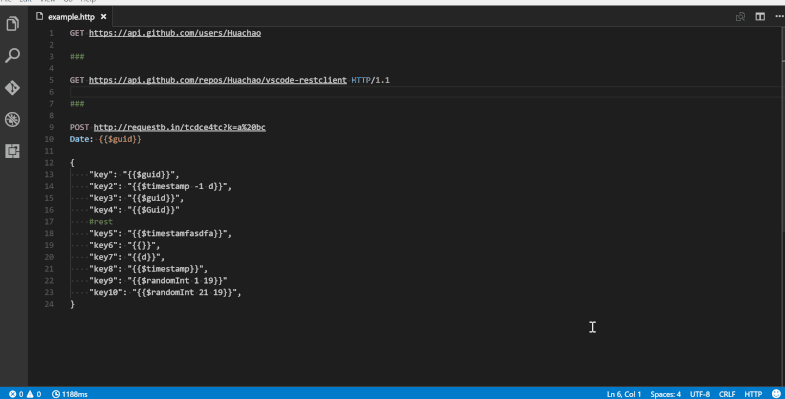 File Edit View Go Help
example.http ×
1 GET https://api.github.com/users/Huachao
2
3 ###
4
5 GET https://api.github.com/repos/Huachao/vscode-restclient HTTP/1.1
6
7 ###
8
9 POST http://requestb.in/tcdce4tc?k=a%20bc
10 Date: {{$guid}}
11
12 {
13 ····"key": "{{$guid}}",
14 ····"key2": "{{$timestamp -1 d}}",
15 ····"key3": "{{$guid}}",
16 ····"key4": "{{$Guid}}"
17 ····#rest
18 ····"key5": "{{$timestamfasdfa}}",
19 ····"key6": "{{}}",
20 ····"key7": "{{d}}",
21 ····"key8": "{{$timestamp}}",
22 ····"key9": "{{$randomInt 1 19}}"
23 ····"key10": "{{$randomInt 21 19}}",
24 }
0 0 1188ms Ln 6, Col 1 Spaces: 4 UTF-8 CRLF HTTP